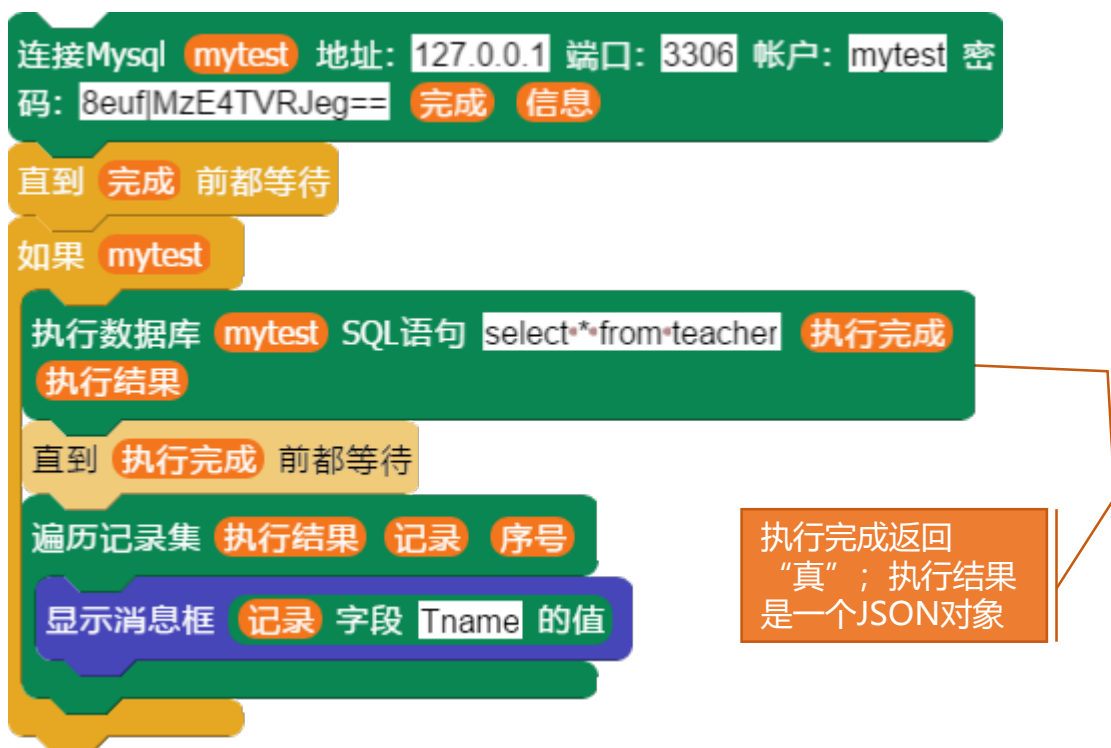 连接Mysql mytest 地址: 127.0.0.1 端口: 3306 帐户: mytest 密
码: 8euf|MzE4TVRJeg== 完成 信息
直到 完成 前都等待
如果 mytest
执行数据库 mytest SQL语句 select•*•from•teacher 执行完成
执行结果
直到 执行完成 前都等待
遍历记录集 执行结果 记录 序号
显示消息框 记录 字段 Tname 的值
执行完成返回
“真”；执行结果
是一个JSON对象